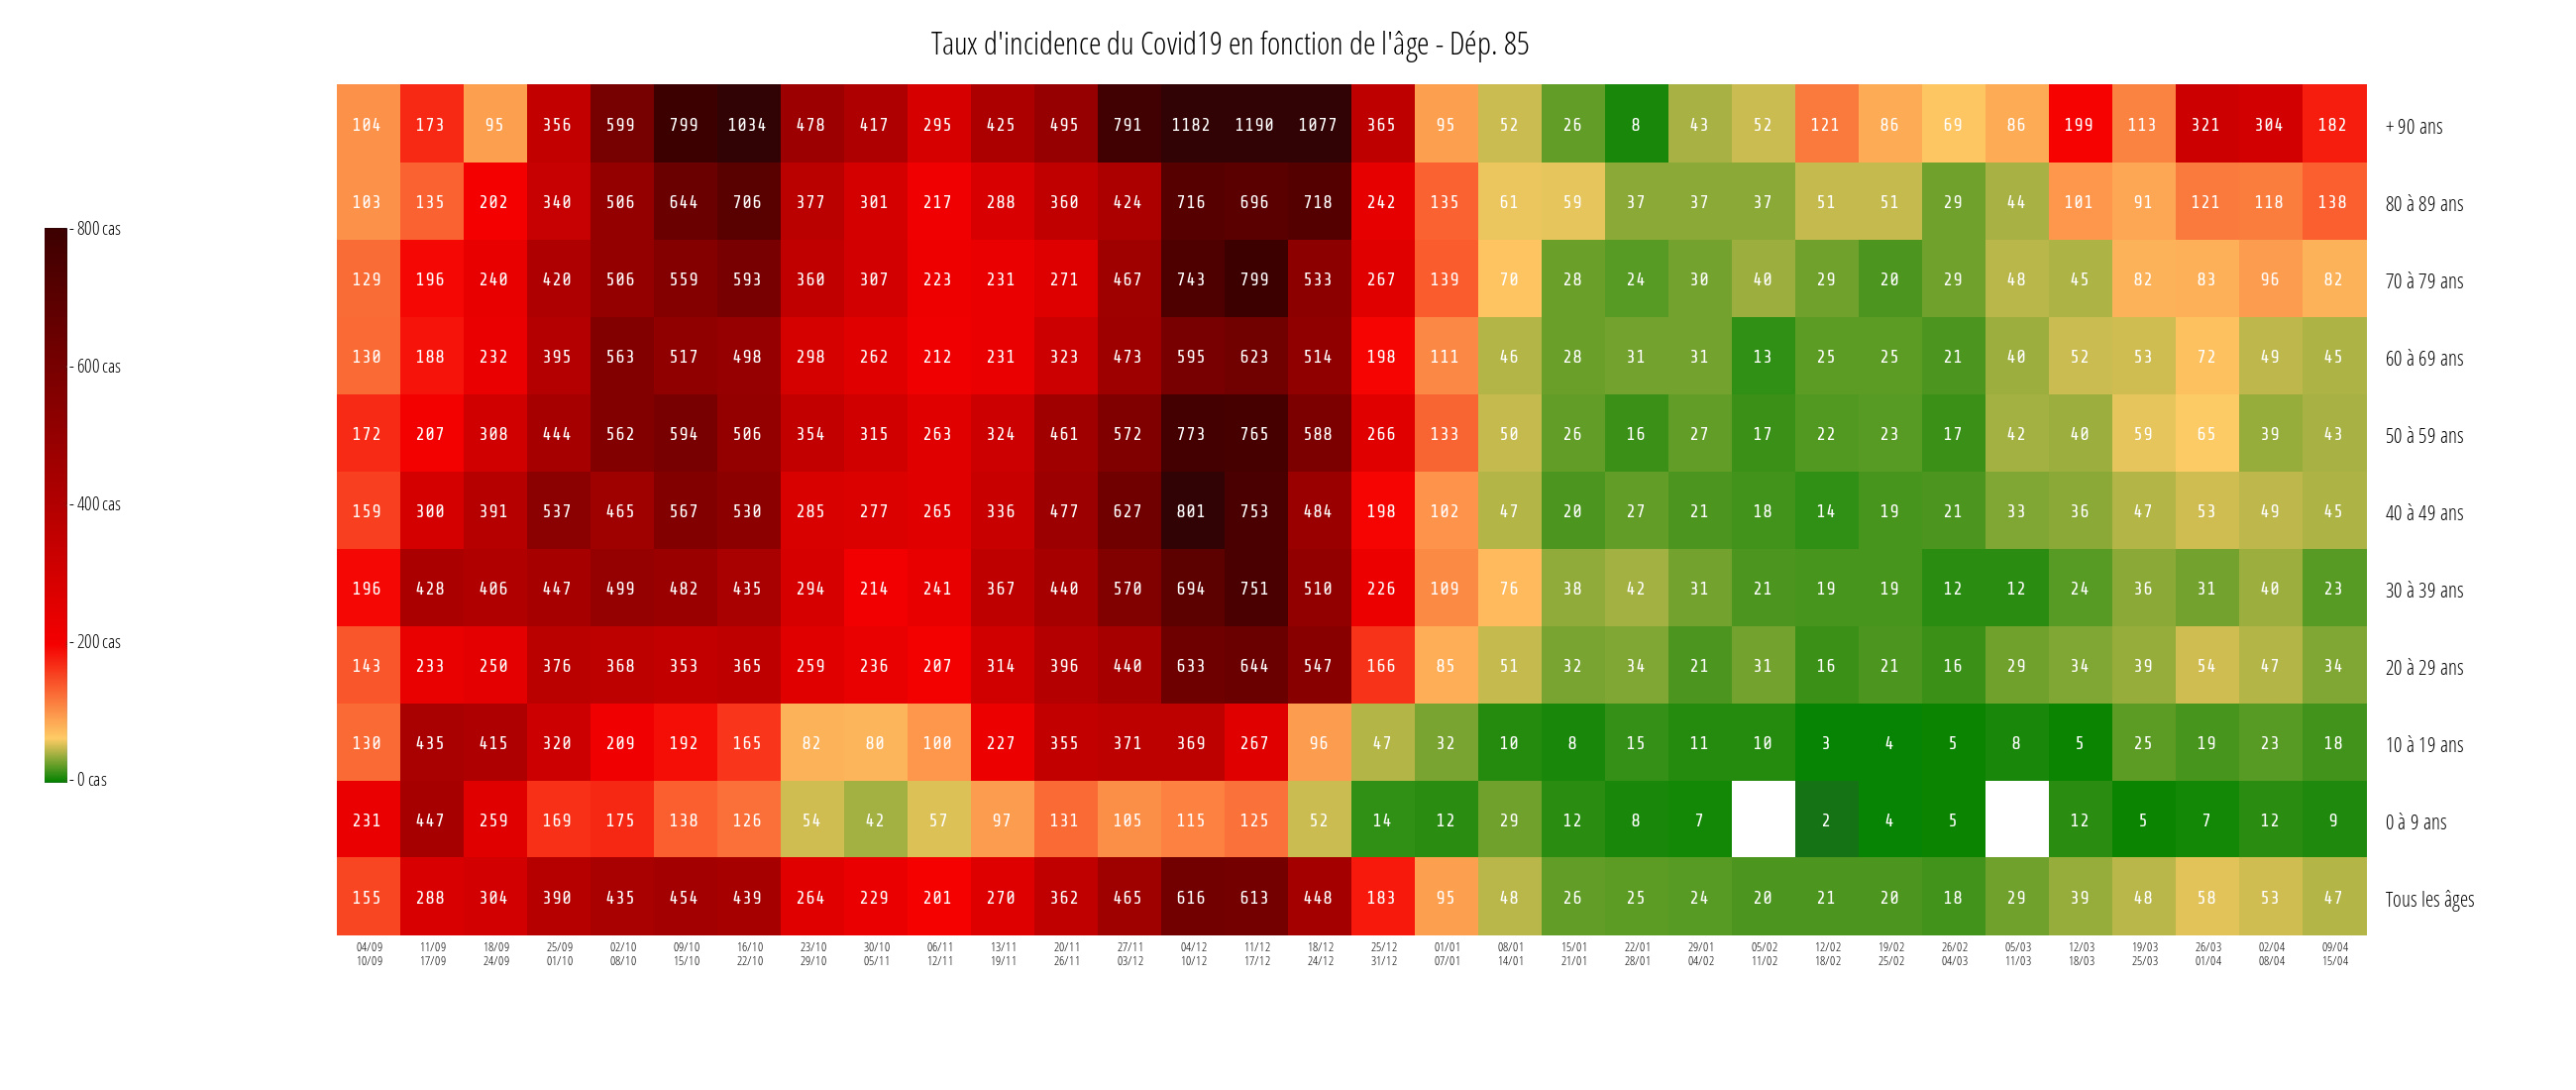 Taux d'incidence du Covid19 en fonction de l'âge - Dép. 85
- 800 cas
- 600 cas
- 400 cas
- 200 cas
- 0 cas
104 173 95 356 599 799 1034 478 417 295 425 495 791 1182 1190 1077 365 95 52 26 8 43 52 121 86 69 86 199 113 321 304 182 + 90 ans
103 135 202 340 506 644 706 377 301 217 288 360 424 716 696 718 242 135 61 59 37 37 37 51 51 29 44 101 91 121 118 138 80 à 89 ans
129 196 240 420 506 559 593 360 307 223 231 271 467 743 799 533 267 139 70 28 24 30 40 29 20 29 48 45 82 83 96 82 70 à 79 ans
130 188 232 395 563 517 498 298 262 212 231 323 473 595 623 514 198 111 46 28 31 31 13 25 25 21 40 52 53 72 49 45 60 à 69 ans
172 207 308 444 562 594 506 354 315 263 324 461 572 773 765 588 266 133 50 26 16 27 17 22 23 17 42 40 59 65 39 43 50 à 59 ans
159 300 391 537 465 567 530 285 277 265 336 477 627 801 753 484 198 102 47 20 27 21 18 14 19 21 33 36 47 53 49 45 40 à 49 ans
196 428 406 447 499 482 435 294 214 241 367 440 570 694 751 510 226 109 76 38 42 31 21 19 19 12 12 24 36 31 40 23 30 à 39 ans
143 233 250 376 368 353 365 259 236 207 314 396 440 633 644 547 166 85 51 32 34 21 31 16 21 16 29 34 39 54 47 34 20 à 29 ans
130 435 415 320 209 192 165 82 80 100 227 355 371 369 267 96 47 32 10 8 15 11 10 3 4 5 8 5 25 19 23 18 10 à 19 ans
231 447 259 169 175 138 126 54 42 57 97 131 105 115 125 52 14 12 29 12 8 7 2 4 5 12 5 7 12 9 0 à 9 ans
155 288 304 390 435 454 439 264 229 201 270 362 465 616 613 448 183 95 48 26 25 24 20 21 20 18 29 39 48 58 53 47 Tous les âges
04/09 11/09 18/09 25/09 02/10 09/10 16/10 23/10 30/10 06/11 13/11 20/11 27/11 04/12 11/12 18/12 25/12 01/01 08/01 15/01 22/01 29/01 05/02 12/02 19/02 26/02 05/03 12/03 19/03 26/03 02/04 09/04
10/09 17/09 24/09 01/10 08/10 15/10 22/10 29/10 05/11 12/11 19/11 26/11 03/12 10/12 17/12 24/12 31/12 07/01 14/01 21/01 28/01 04/02 11/02 18/02 25/02 04/03 11/03 18/03 25/03 01/04 08/04 15/04